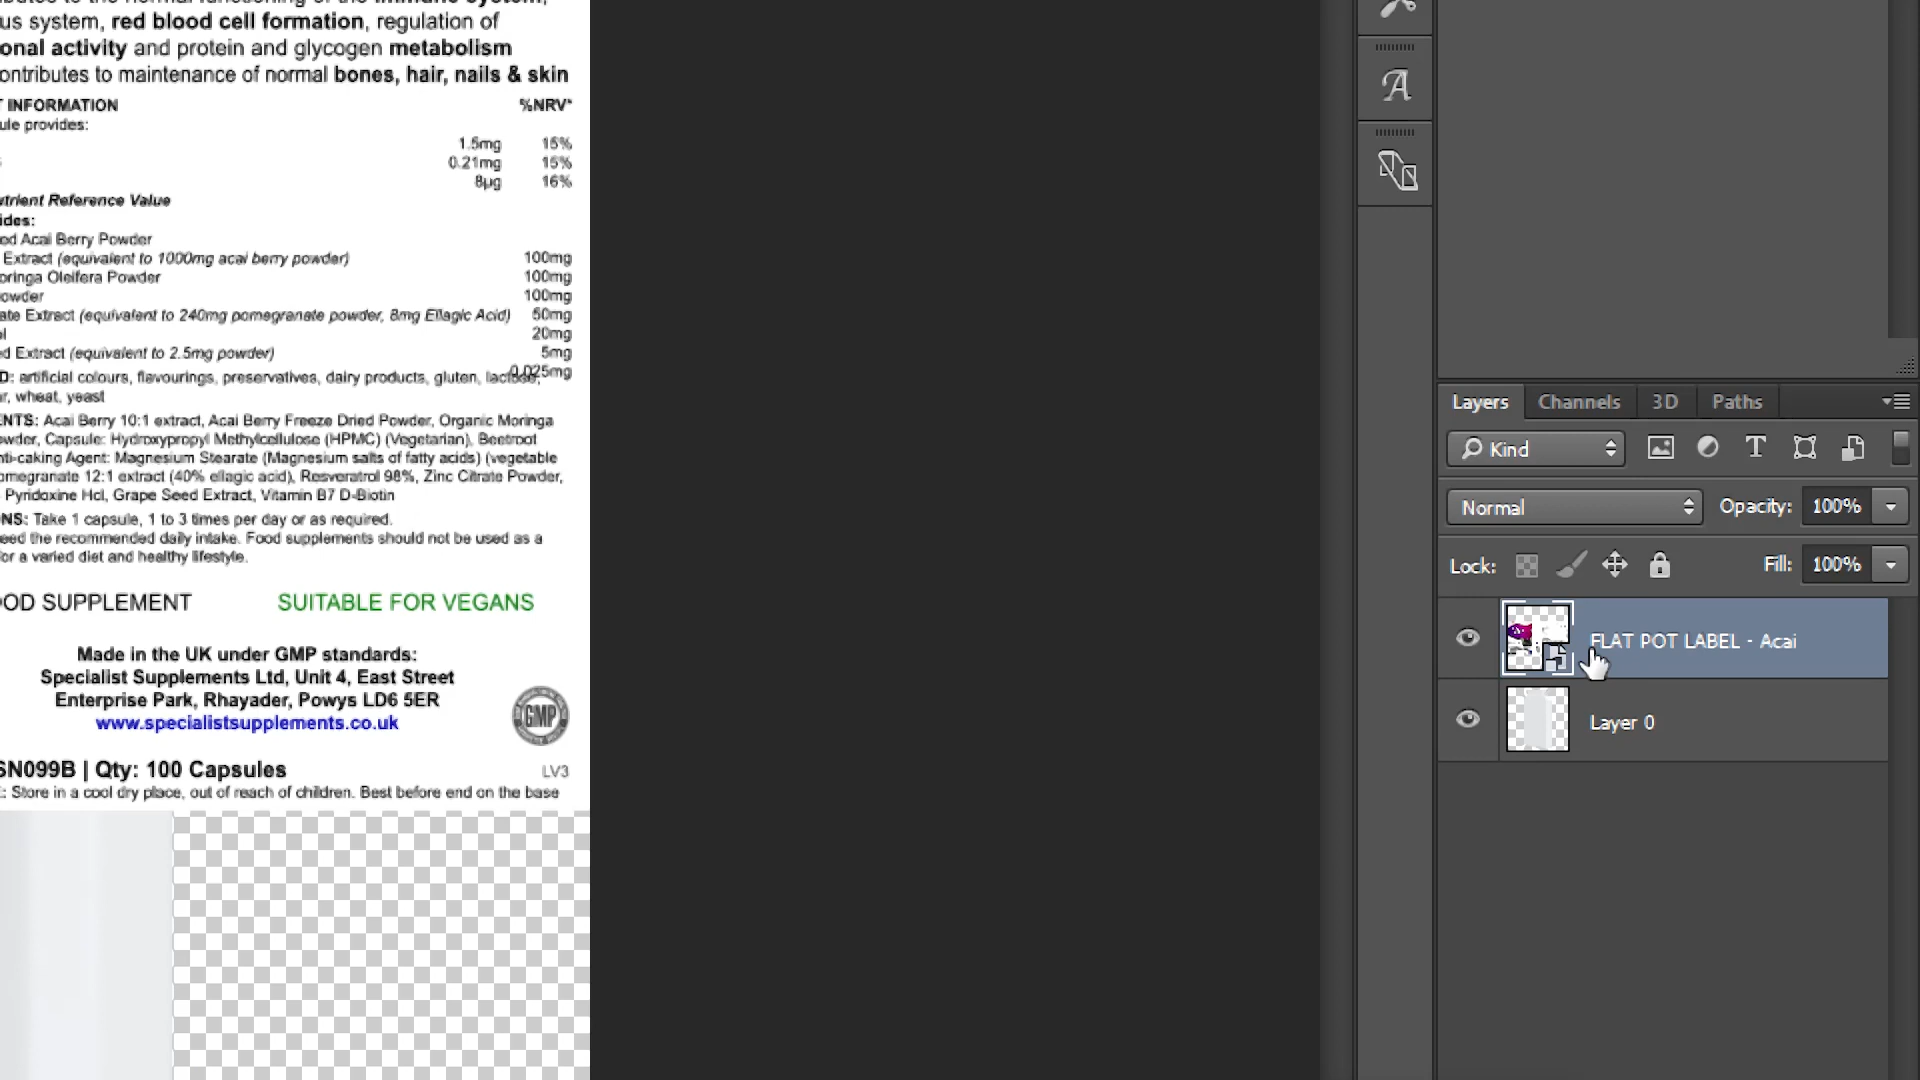 us system, red blood cell formation, regulation of
onal activity and protein and glycogen metabolism
ontributes to maintenance of normal bones, hair, nails & skin
INFORMATION %NRV*
ule provides:
1.5mg 15%
0.21mg 15%
8µg 16%
utrient Reference Value
ides:
ed Acai Berry Powder
Extract (equivalent to 1000mg acai berry powder) 100mg
oringa Oleifera Powder 100mg
owder 100mg
ate Extract (equivalent to 240mg pomegranate powder, 8mg Ellagic Acid) 50mg
ol 20mg
d Extract (equivalent to 2.5mg powder) 5mg
0.025mg
D: artificial colours, flavourings, preservatives, dairy products, gluten, lactose,
r, wheat, yeast
ENTS: Acai Berry 10:1 extract, Acai Berry Freeze Dried Powder, Organic Moringa
owder, Capsule: Hydroxypropyl Methylcellulose (HPMC) (Vegetarian), Beetroot
nti-caking Agent: Magnesium Stearate (Magnesium salts of fatty acids) (vegetable
omegranate 12:1 extract (40% ellagic acid), Resveratrol 98%, Zinc Citrate Powder,
Pyridoxine Hcl, Grape Seed Extract, Vitamin B7 D-Biotin
NS: Take 1 capsule, 1 to 3 times per day or as required.
eed the recommended daily intake. Food supplements should not be used as a
or a varied diet and healthy lifestyle.
OOD SUPPLEMENT SUITABLE FOR VEGANS
Made in the UK under GMP standards:
Specialist Supplements Ltd, Unit 4, East Street
Enterprise Park, Rhayader, Powys LD6 5ER
www.specialistsupplements.co.uk
GMP
SN099B | Qty: 100 Capsules LV3
: Store in a cool dry place, out of reach of children. Best before end on the base
A
Layers Channels 3D Paths
Kind T
Normal Opacity: 100%
Lock: Fill: 100%
FLAT POT LABEL - Acai
Layer 0